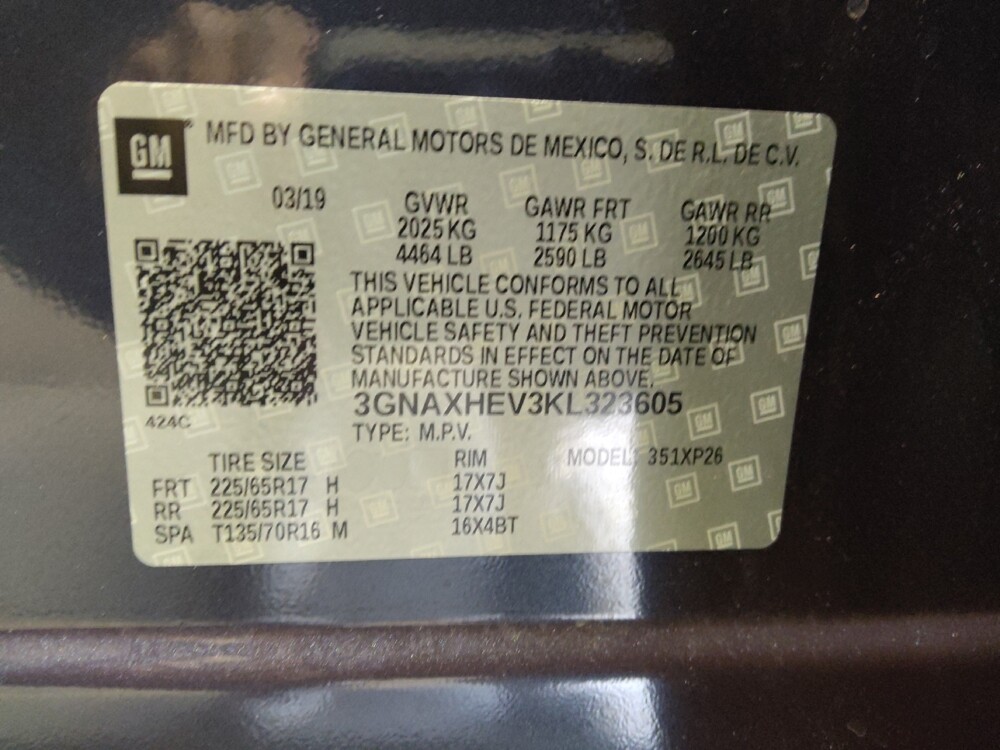 GM MFD BY GENERAL MOTORS DE MEXICO, S. DE R.L. DE C.V.
03/19 GVWR GAWR FRT GAWR RR
2025 KG 1175 KG 1200 KG
4464 LB 2590 LB 2645 LB
THIS VEHICLE CONFORMS TO ALL
APPLICABLE U.S. FEDERAL MOTOR
VEHICLE SAFETY AND THEFT PREVENTION
STANDARDS IN EFFECT ON THE DATE OF
MANUFACTURE SHOWN ABOVE.
3GNAXHEV3KL323605
424C
TYPE: M.P.V.
TIRE SIZE RIM MODEL: 351XP26
FRT 225/65R17 H 17X7J
RR 225/65R17 H 17X7J
SPA T135/70R16 M 16X4BT